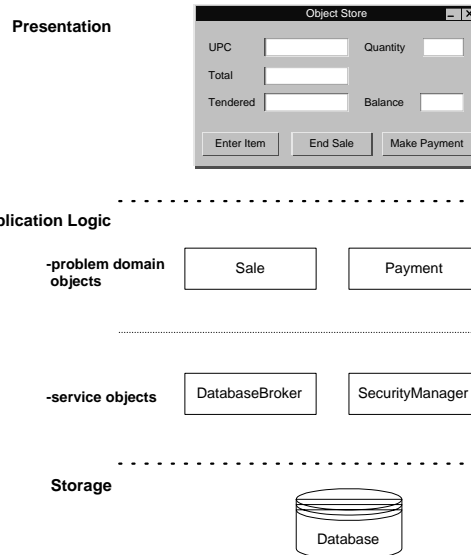 Presentation
Object Store
UPC
Quantity
Total
Tendered
Balance
Enter Item
End Sale
Make Payment
plication Logic
-problem domain
objects
Sale
Payment
-service objects
DatabaseBroker
SecurityManager
Storage
Database